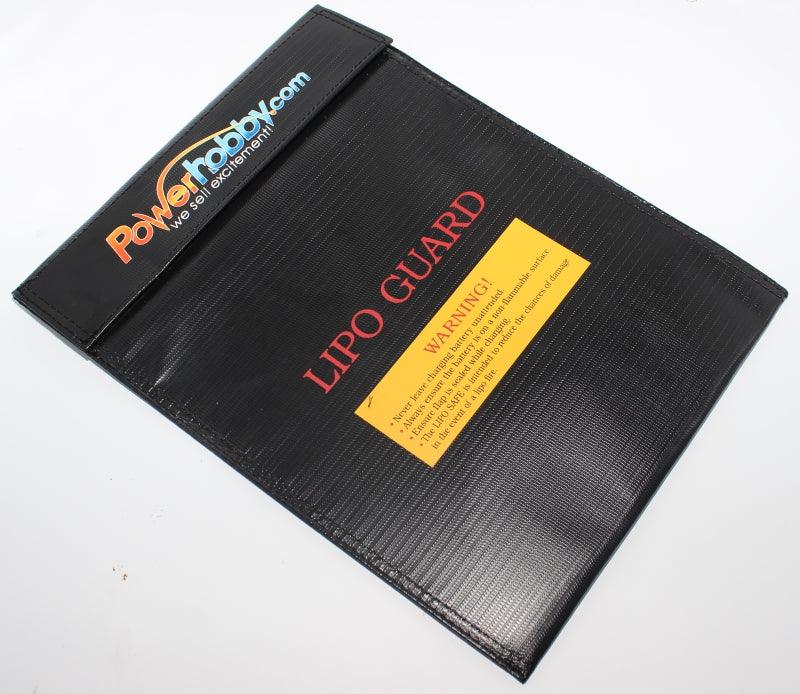 Powerhobby.com
we sell excitement!
LIPO GUARD
WARNING!
• Never leave charging battery unattended.
• Always ensure the battery is on a non-flammable surface.
• Ensure flap is sealed while charging.
• The LIPO SAFE is intended to reduce the chances of damage
in the event of a lipo fire.